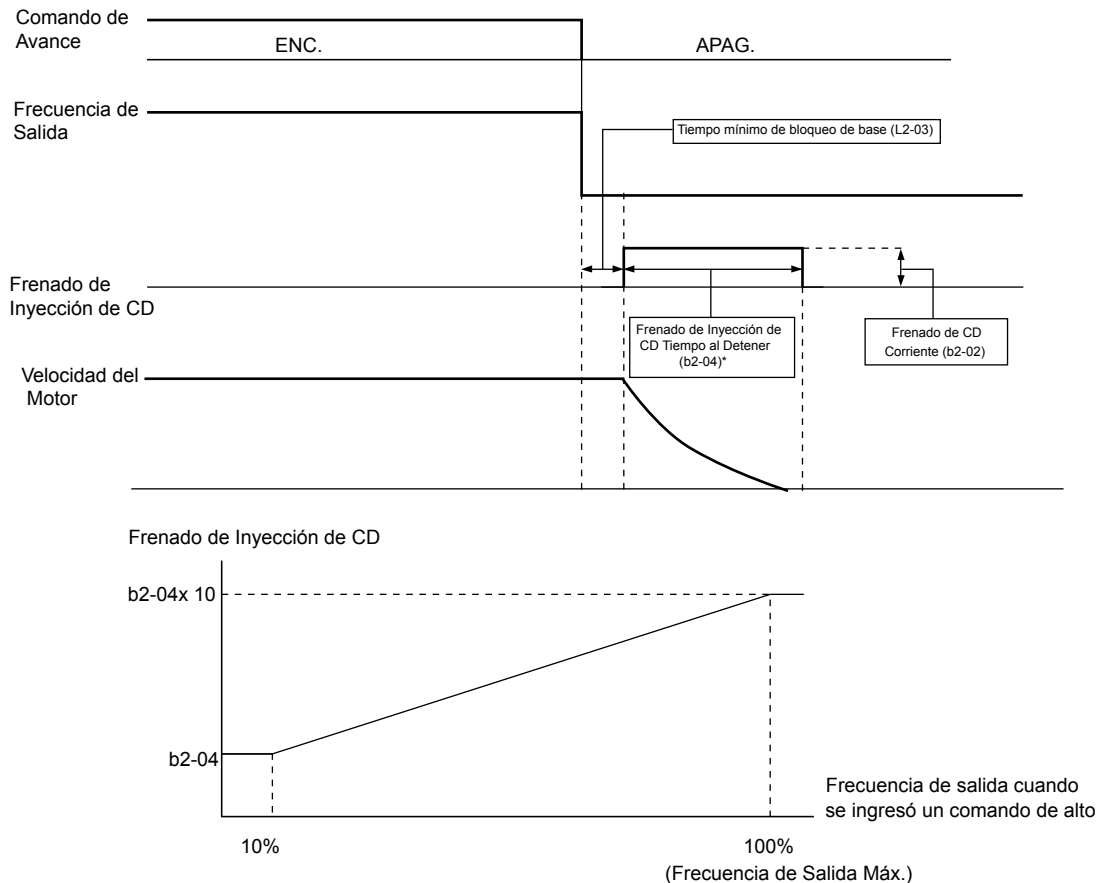 Comando de
Avance
ENC.
APAG.
Frecuencia de
Salida
Tiempo mínimo de bloqueo de base (L2-03)
Frenado de
Inyección de CD
Frenado de Inyección de
CD Tiempo al Detener
(b2-04)*
Frenado de CD
Corriente (b2-02)
Velocidad del
Motor
Frenado de Inyección de CD
b2-04x 10
b2-04
Frecuencia de salida cuando
se ingresó un comando de alto
10%
100%
(Frecuencia de Salida Máx.)